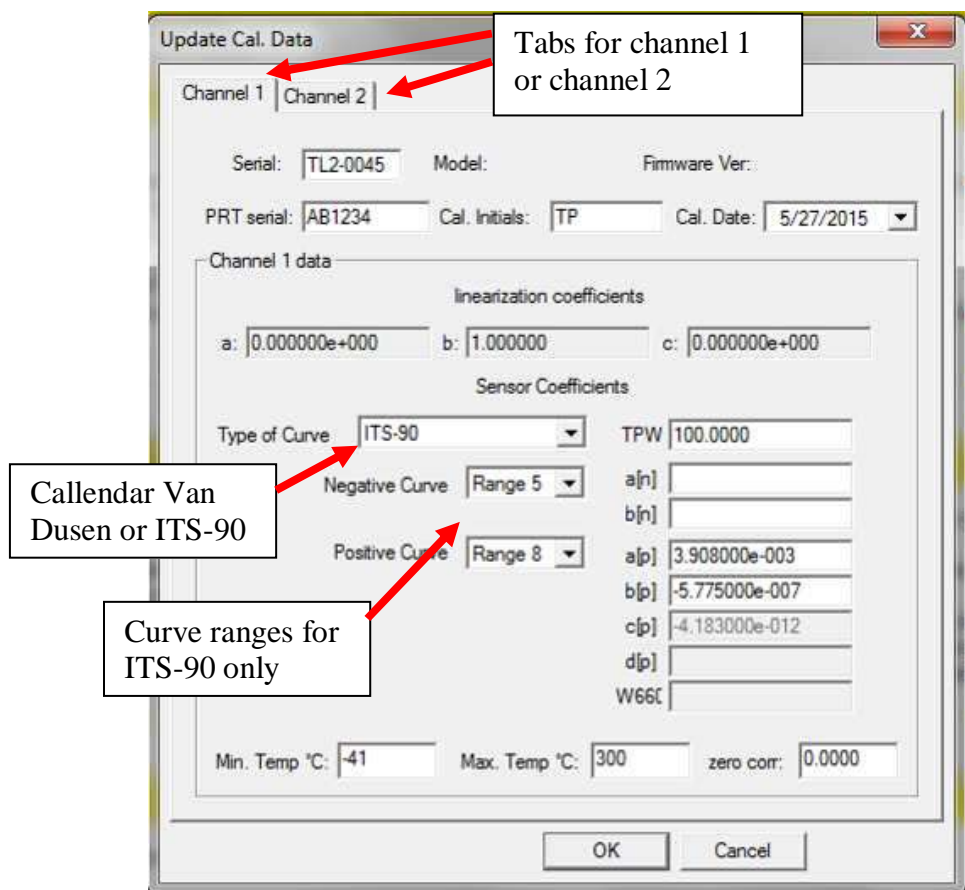 Update Cal. Data
Tabs for channel 1
or channel 2
Channel 1 Channel 2
Serial: TL2-0045 Model: Firmware Ver:
PRT serial: AB1234 Cal. Initials: TP Cal. Date: 5/27/2015
Channel 1 data
linearization coefficients
a: 0.000000e+000 b: 1.000000 c: 0.000000e+000
Sensor Coefficients
Type of Curve ITS-90 TPW 100.0000
Callendar Van
Dusen or ITS-90
Negative Curve Range 5 a[n]
b[n]
Positive Curve Range 8 a[p] 3.908000e-003
b[p] -5.775000e-007
Curve ranges for
ITS-90 only
c[p] -4.183000e-012
d[p]
W66
Min. Temp °C: -41 Max. Temp °C: 300 zero corr: 0.0000
OK Cancel